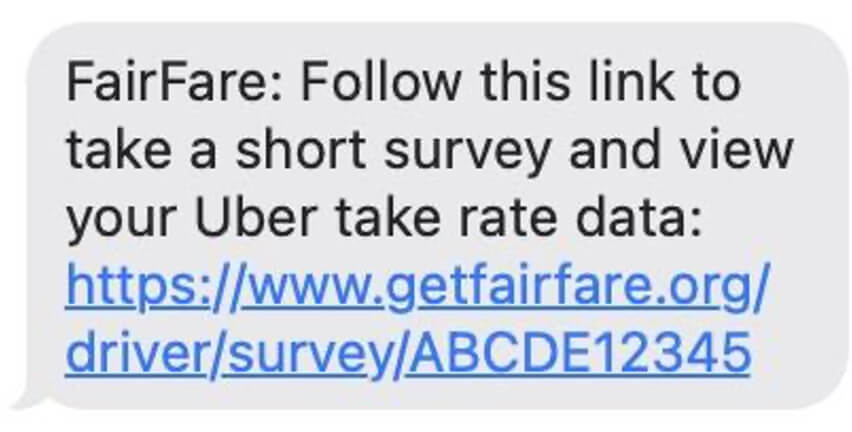 FairFare: Follow this link to
take a short survey and view
your Uber take rate data:
https://www.getfairfare.org/
driver/survey/ABCDE12345